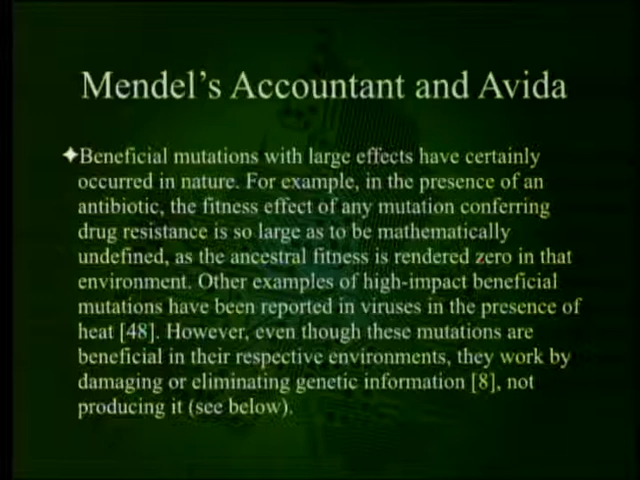 Mendel's Accountant and Avida
✦Beneficial mutations with large effects have certainly
occurred in nature. For example, in the presence of an
antibiotic, the fitness effect of any mutation conferring
drug resistance is so large as to be mathematically
undefined, as the ancestral fitness is rendered zero in that
environment. Other examples of high-impact beneficial
mutations have been reported in viruses in the presence of
heat [48]. However, even though these mutations are
beneficial in their respective environments, they work by
damaging or eliminating genetic information [8], not
producing it (see below).